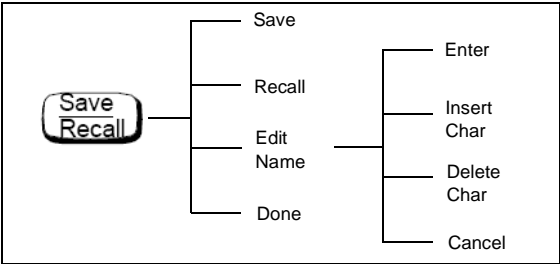 Save
Recall
Save
Recall
Edit
Name
Done
Enter
Insert
Char
Delete
Char
Cancel